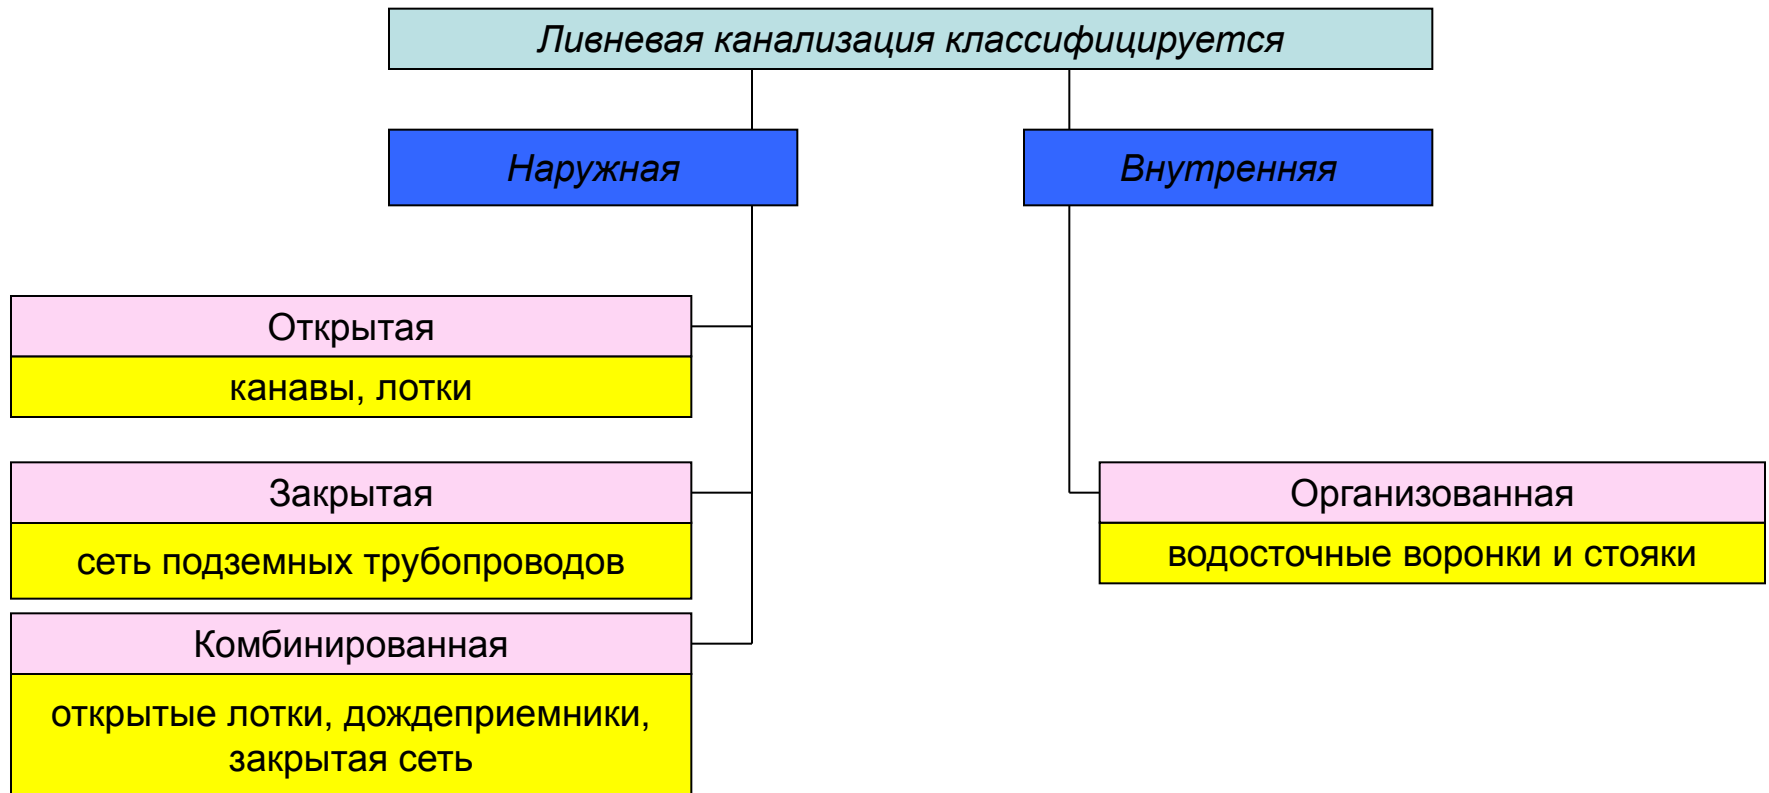 Ливневая канализация классифицируется
Наружная
Внутренняя
Открытая
канавы, лотки
Закрытая
сеть подземных трубопроводов
Комбинированная
открытые лотки, дождеприемники,
закрытая сеть
Организованная
водосточные воронки и стояки